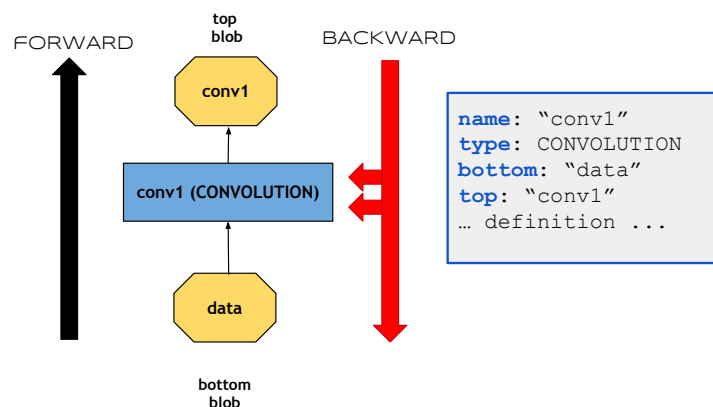 FORWARD
top
blob
conv1
conv1 (CONVOLUTION)
data
bottom
blob
BACKWARD
name: “conv1”
type: CONVOLUTION
bottom: “data”
top: “conv1”
… definition ...